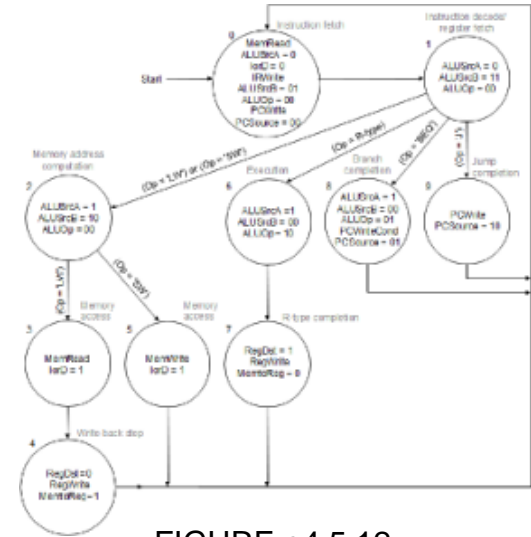 Instruction fetch
Instruction decode/
register fetch
0
MemRead
ALUSrcA = 0
IorD = 0
IRWrite
ALUSrcB = 01
ALUOp = 00
PCWrite
PCSource = 00
Start
1
ALUSrcA = 0
ALUSrcB = 11
ALUOp = 00
(Op = 'LW') or (Op = 'SW')
(Op = R-type)
(Op = 'BEQ')
(Op = 'J')
Memory address
computation
Execution
Branch
completion
Jump
completion
2
ALUSrcA = 1
ALUSrcB = 10
ALUOp = 00
6
ALUSrcA =1
ALUSrcB = 00
ALUOp= 10
8
ALUSrcA = 1
ALUSrcB = 00
ALUOp = 01
PCWriteCond
PCSource = 01
9
PCWrite
PCSource = 10
(Op = 'LW')
(Op = 'SW')
Memory
access
Memory
access
R-type completion
3
MemRead
IorD = 1
5
MemWrite
IorD = 1
7
RegDst = 1
RegWrite
MemtoReg = 0
Write-back step
4
RegDst=0
RegWrite
MemtoReg=1